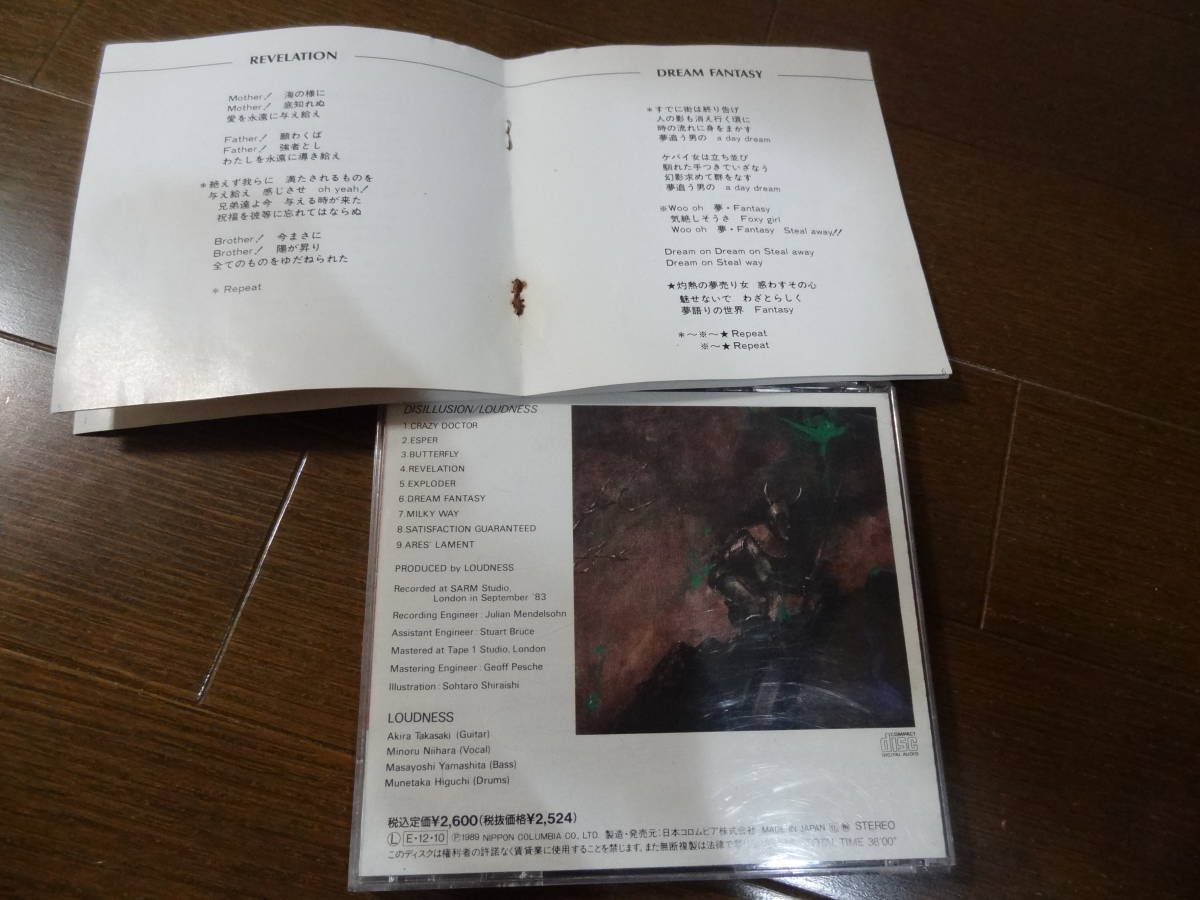 REVELATION
Mother! 海の様に
Mother! 底知れぬ
愛を永遠に与え給え
Father! 願わくば
Father! 強者とし
わたしを永遠に導き給え
*絶えず我らに 満たされるものを
与え給え 感じさせ oh yeah!
兄弟達よ今 与える時が来た
祝福を彼等に忘れてはならぬ
Brother! 今まさに
Brother! 陽が昇り
全てのものをゆだねられた
* Repeat
DREAM FANTASY
*すでに街は終り告げ
人の影も消え行く頃に
時の流れに身をまかす
夢追う男の a day dream
ケバイ女は立ち並び
馴れた手つきでいざなう
幻影求めて群をなす
夢追う男の a day dream
※Woo oh 夢・Fantasy
気絶しそうさ Foxy girl
Woo oh 夢・Fantasy Steal away!!
Dream on Dream on Steal away
Dream on Steal way
★灼熱の夢売り女 惑わすその心
魅せないで わざとらしく
夢語りの世界 Fantasy
*〜※〜★Repeat
※〜★Repeat
DISILLUSION/LOUDNESS
1.CRAZY DOCTOR
2.ESPER
3.BUTTERFLY
4.REVELATION
5.EXPLODER
6.DREAM FANTASY
7.MILKY WAY
8.SATISFACTION GUARANTEED
9.ARES' LAMENT
PRODUCED by LOUDNESS
Recorded at SARM Studio,
London in September '83
Recording Engineer: Julian Mendelsohn
Assistant Engineer: Stuart Bruce
Mastered at Tape 1 Studio, London
Mastering Engineer: Geoff Pesche
Illustration: Sohtaro Shiraishi
LOUDNESS
Akira Takasaki (Guitar)
Minoru Niihara (Vocal)
Masayoshi Yamashita (Bass)
Munetaka Higuchi (Drums)
COMPACT
disc
DIGITAL AUDIO
税込定価¥2,600(税抜価格¥2,524)
Ⓛ E・12・10 ℗1989 NIPPON COLUMBIA CO., LTD. 製造・発売元:日本コロムビア株式会社 MADE IN JAPAN STEREO
このディスクは権利者の許諾なく賃貸業に使用することを禁じます。また無断複製は法律で TOTAL TIME 38'00"